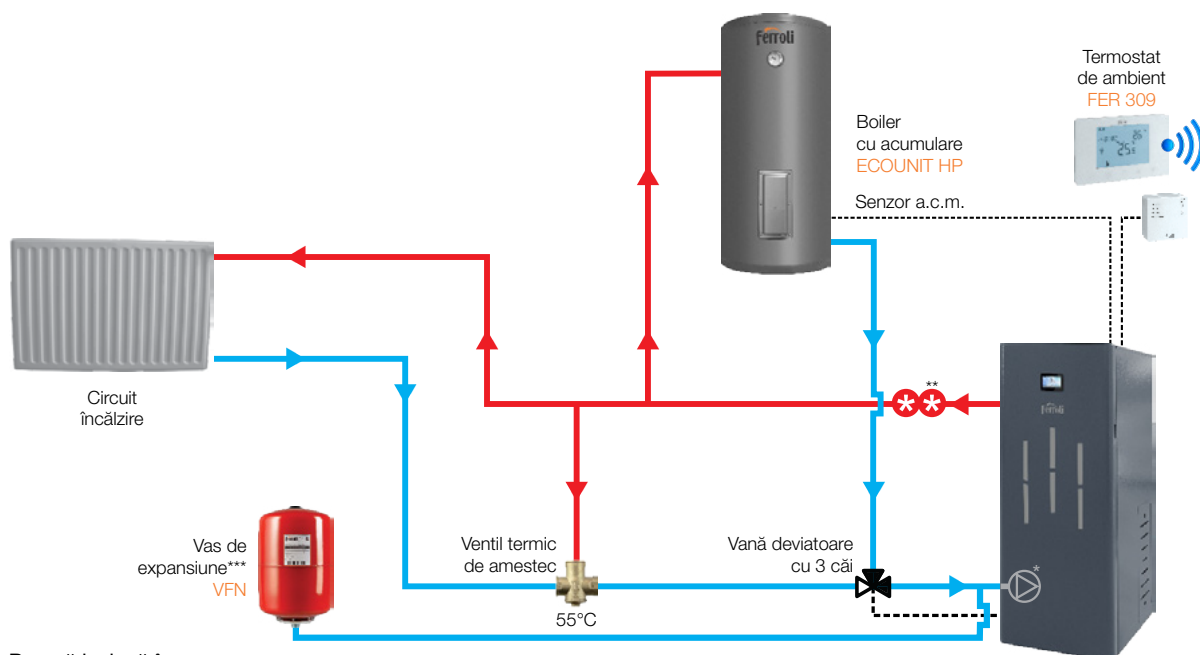 ferroli
Termostat
de ambient
FER 309
Boiler
cu acumulare
ECOUNIT HP
Senzor a.c.m.
Circuit
încălzire
**
Ferroli
Vas de
expansiune***
VFN
Ventil termic
de amestec
55°C
Vană deviatoare
cu 3 căi
*